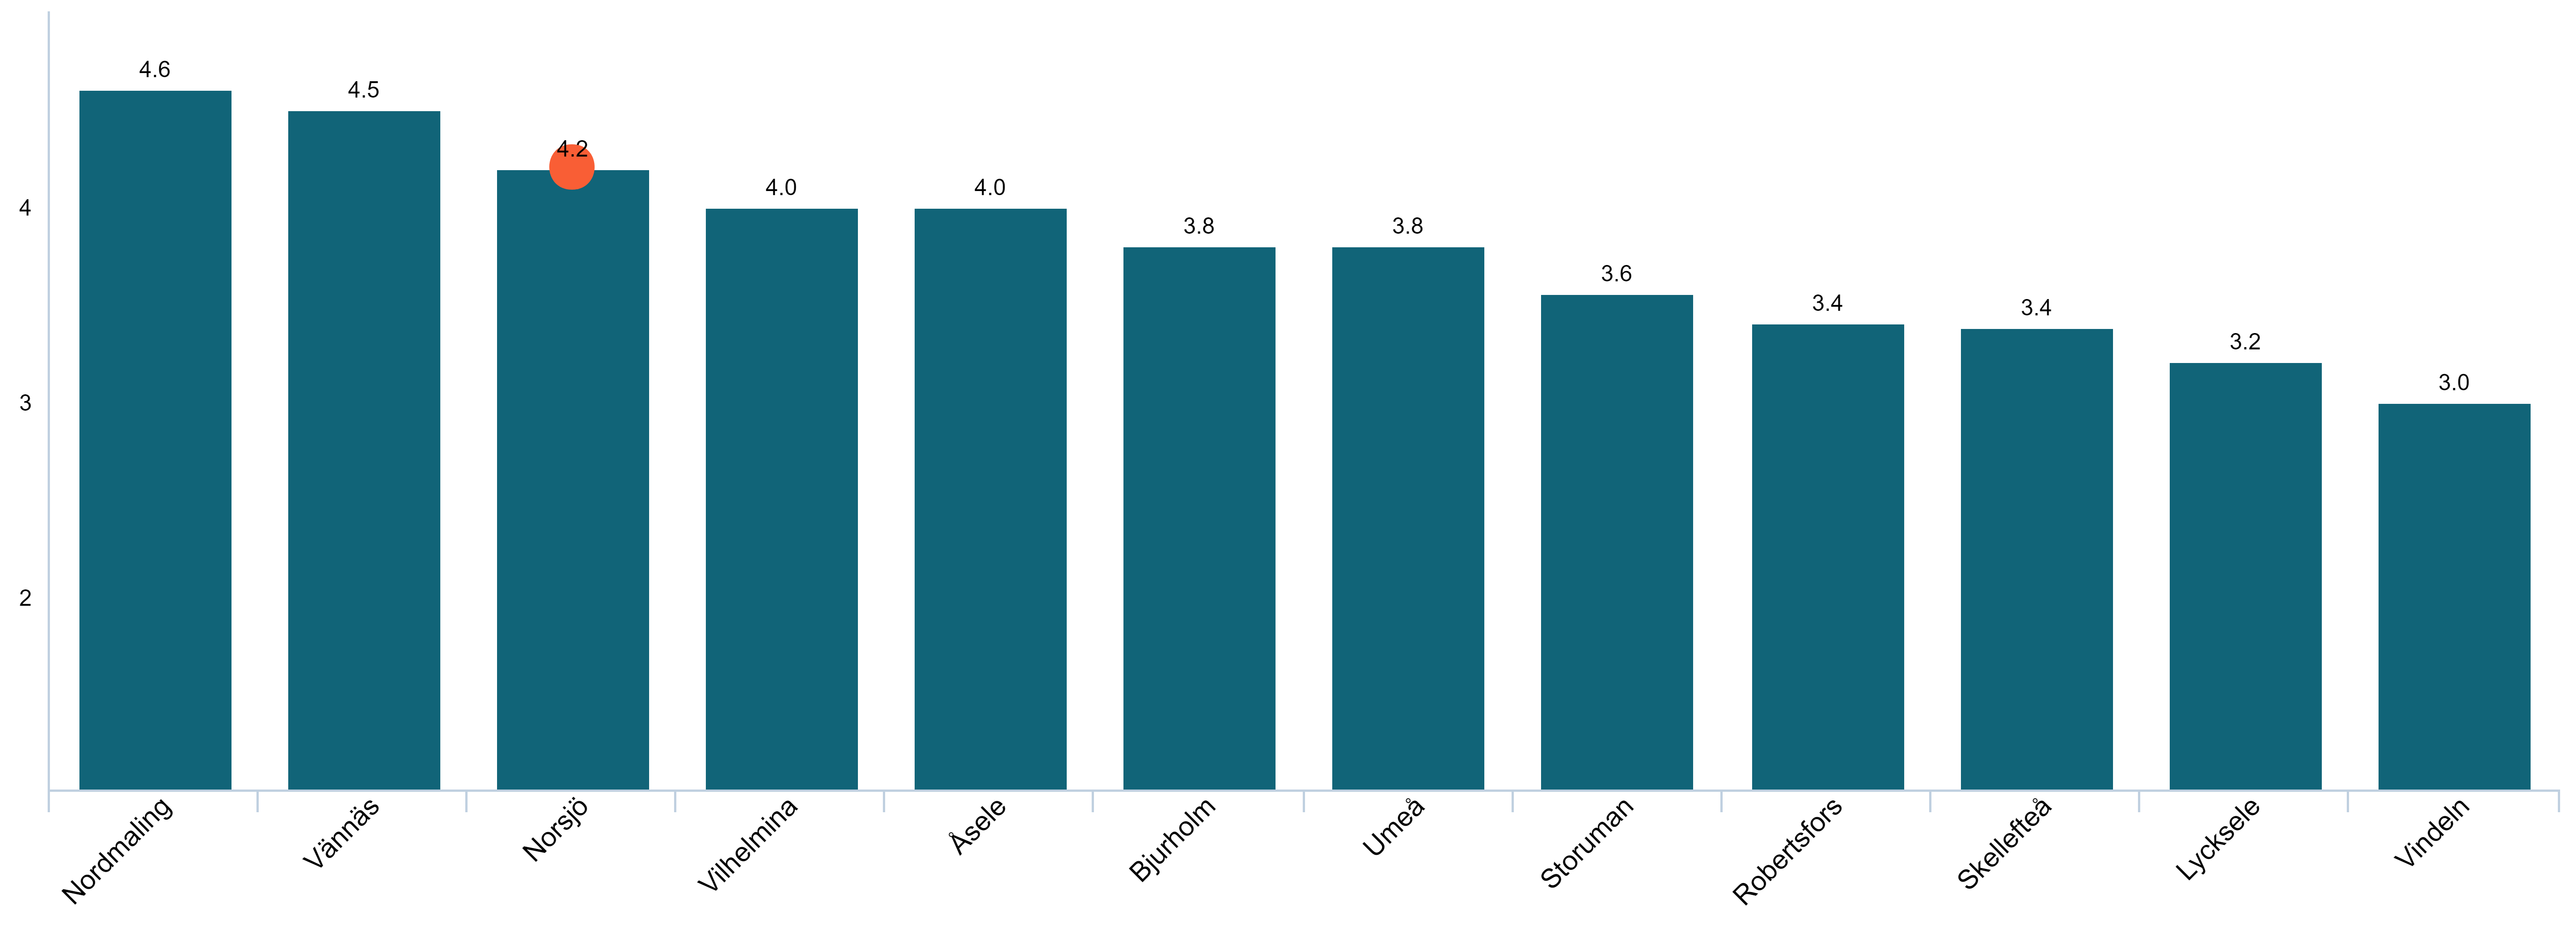 4.6
4.5
4.2
4.0
4.0
3.8
3.8
3.6
3.4
3.4
3.2
3.0
4
3
2
Nordmaling
Vännäs
Norsjö
Vilhelmina
Åsele
Bjurholm
Umeå
Storuman
Robertsfors
Skellefteå
Lycksele
Vindeln